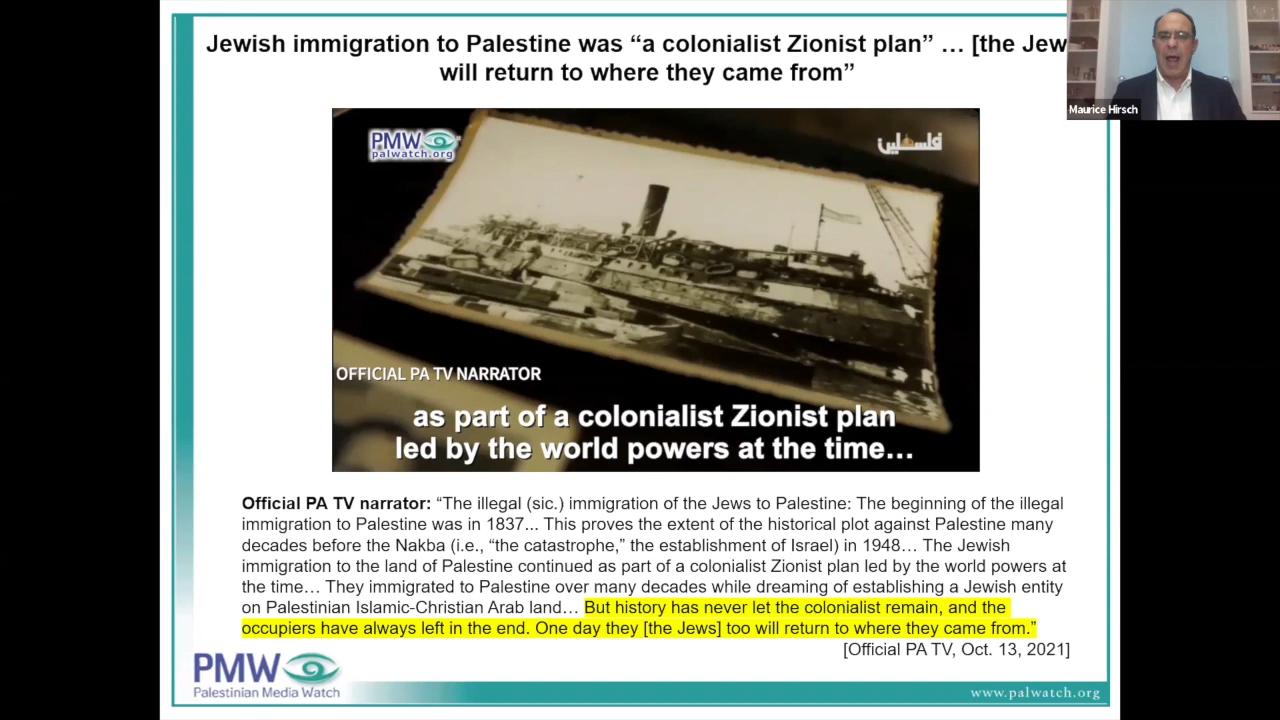 Jewish immigration to Palestine was “a colonialist Zionist plan” … [the Jew
will return to where they came from”
Maurice Hirsch
PMW
palwatch.org
فلسطين
OFFICIAL PA TV NARRATOR
as part of a colonialist Zionist plan
led by the world powers at the time...
Official PA TV narrator: “The illegal (sic.) immigration of the Jews to Palestine: The beginning of the illegal
immigration to Palestine was in 1837... This proves the extent of the historical plot against Palestine many
decades before the Nakba (i.e., “the catastrophe,” the establishment of Israel) in 1948… The Jewish
immigration to the land of Palestine continued as part of a colonialist Zionist plan led by the world powers at
the time… They immigrated to Palestine over many decades while dreaming of establishing a Jewish entity
on Palestinian Islamic-Christian Arab land… But history has never let the colonialist remain, and the
occupiers have always left in the end. One day they [the Jews] too will return to where they came from.”
[Official PA TV, Oct. 13, 2021]
PMW
Palestinian Media Watch
www.palwatch.org